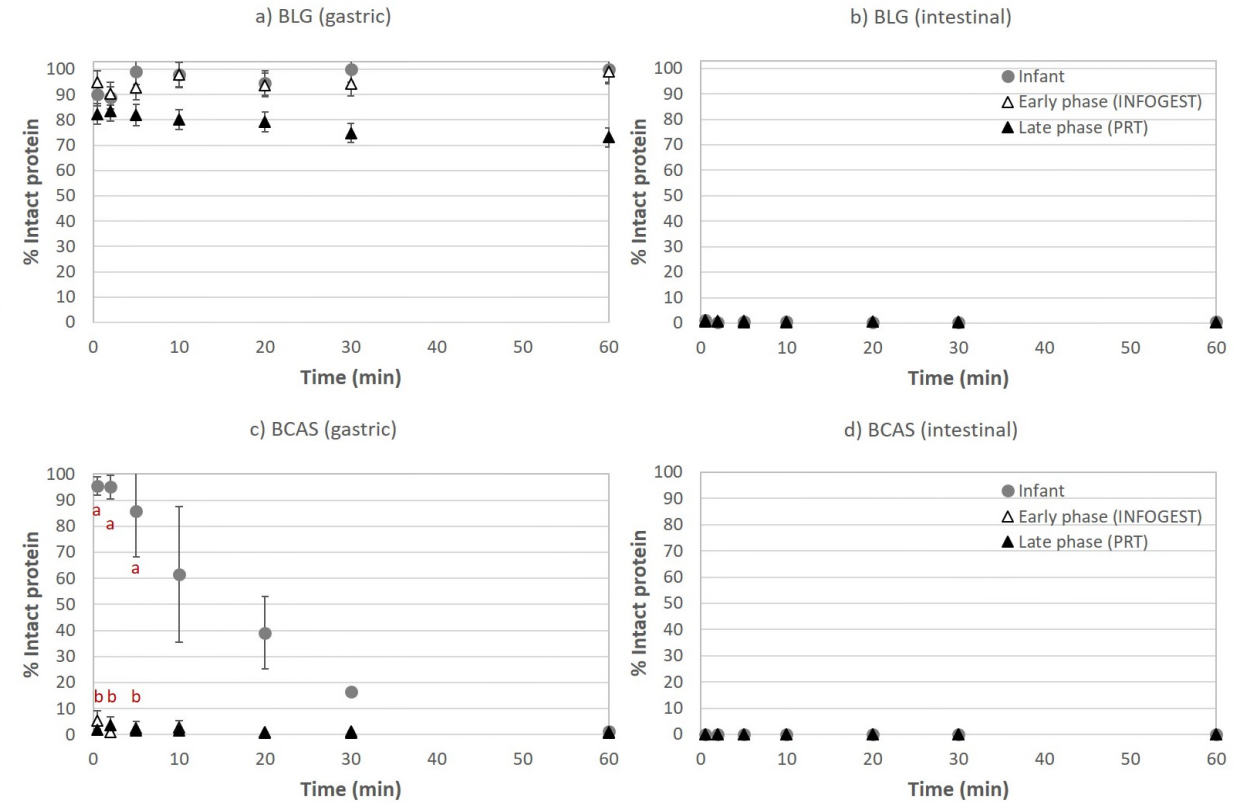 a) BLG (gastric)
% Intact protein
100
90
80
70
60
50
40
30
20
10
0
0 10 20 30 40 50 60
Time (min)
b) BLG (intestinal)
% Intact protein
100
90
80
70
60
50
40
30
20
10
0
Infant
Early phase (INFOGEST)
Late phase (PRT)
0 10 20 30 40 50 60
Time (min)
c) BCAS (gastric)
% Intact protein
100
90
80
70
60
50
40
30
20
10
0
a
a
a
b b b
0 10 20 30 40 50 60
Time (min)
d) BCAS (intestinal)
% Intact protein
100
90
80
70
60
50
40
30
20
10
0
Infant
Early phase (INFOGEST)
Late phase (PRT)
0 10 20 30 40 50 60
Time (min)